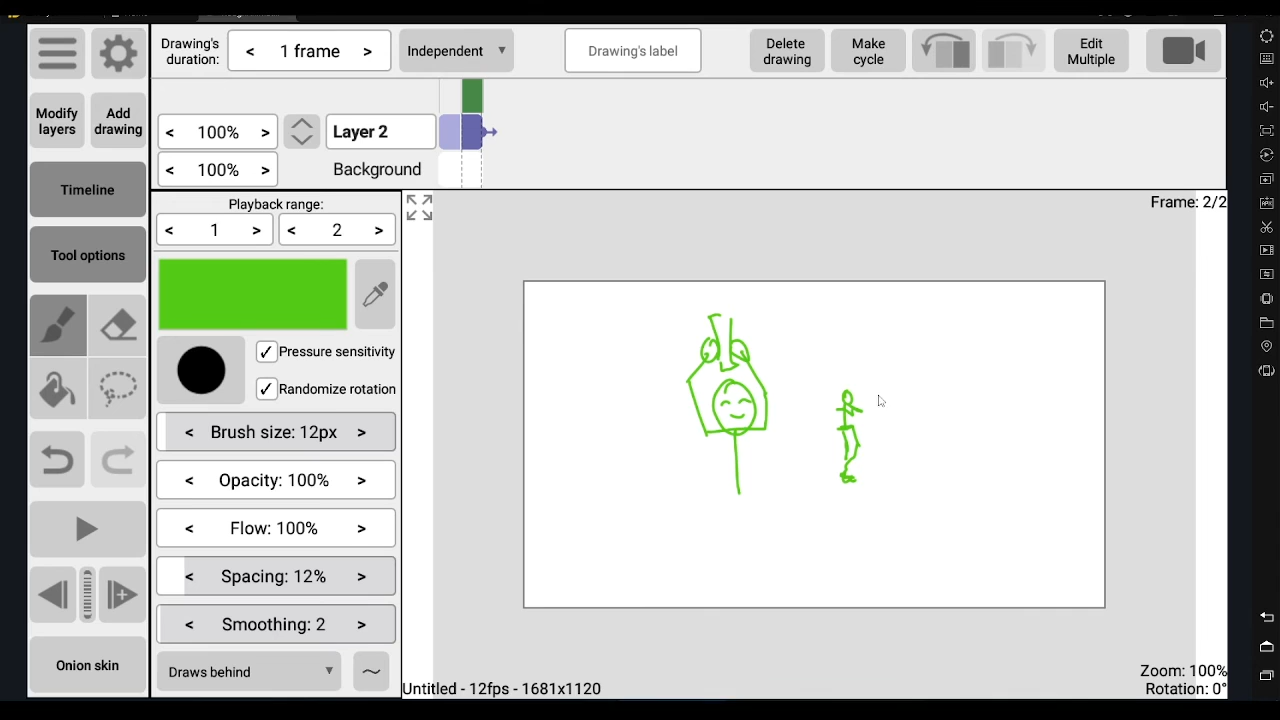 Drawing's duration:
< 1 frame >
Independent
Drawing's label
Delete drawing
Make cycle
Edit Multiple
Modify layers
Add drawing
< 100% >
Layer 2
< 100% >
Background
Timeline
Playback range:
< 1 >
< 2 >
Frame: 2/2
Tool options
Pressure sensitivity
Randomize rotation
< Brush size: 12px >
< Opacity: 100% >
< Flow: 100% >
< Spacing: 12% >
< Smoothing: 2 >
Onion skin
Draws behind
Zoom: 100%
Rotation: 0°
Untitled - 12fps - 1681x1120